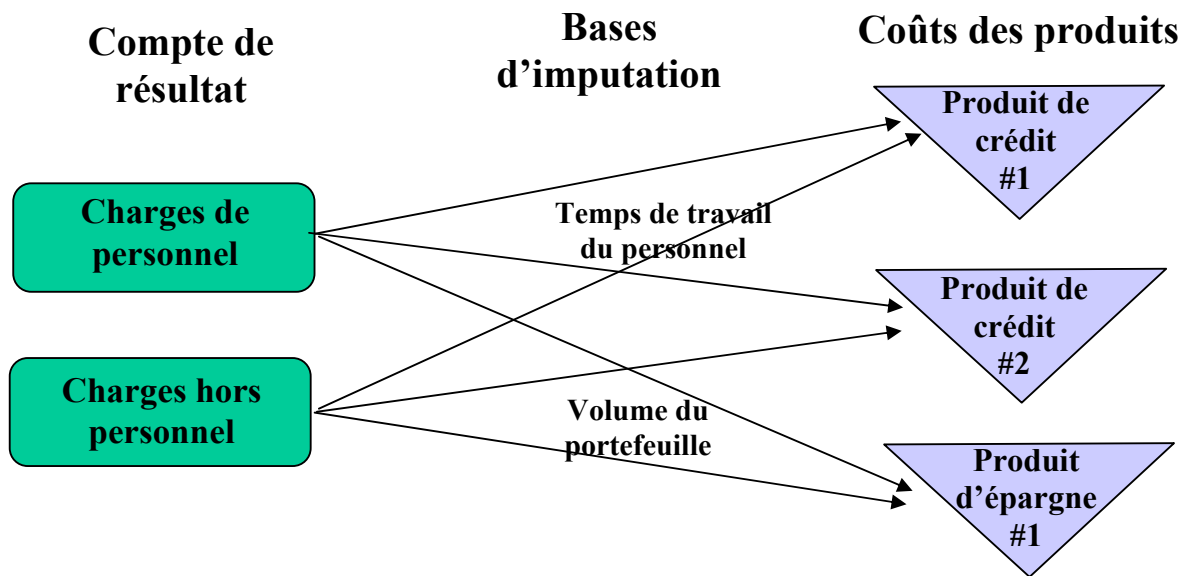 Compte de
résultat
Bases
d’imputation
Coûts des produits
Charges de
personnel
Charges hors
personnel
Temps de travail
du personnel
Volume du
portefeuille
Produit de
crédit
#1
Produit de
crédit
#2
Produit
d’épargne
#1